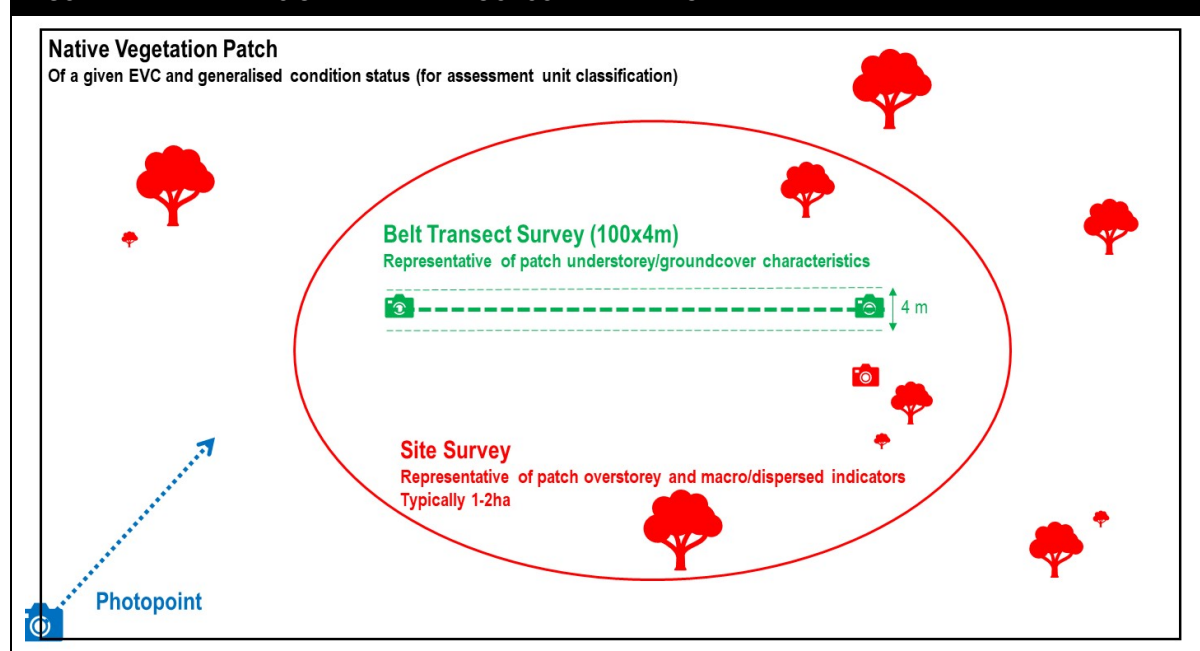 Native Vegetation Patch
Of a given EVC and generalised condition status (for assessment unit classification)
Belt Transect Survey (100x4m)
Representative of patch understorey/groundcover characteristics
4 m
Site Survey
Representative of patch overstorey and macro/dispersed indicators
Typically 1-2ha
Photopoint